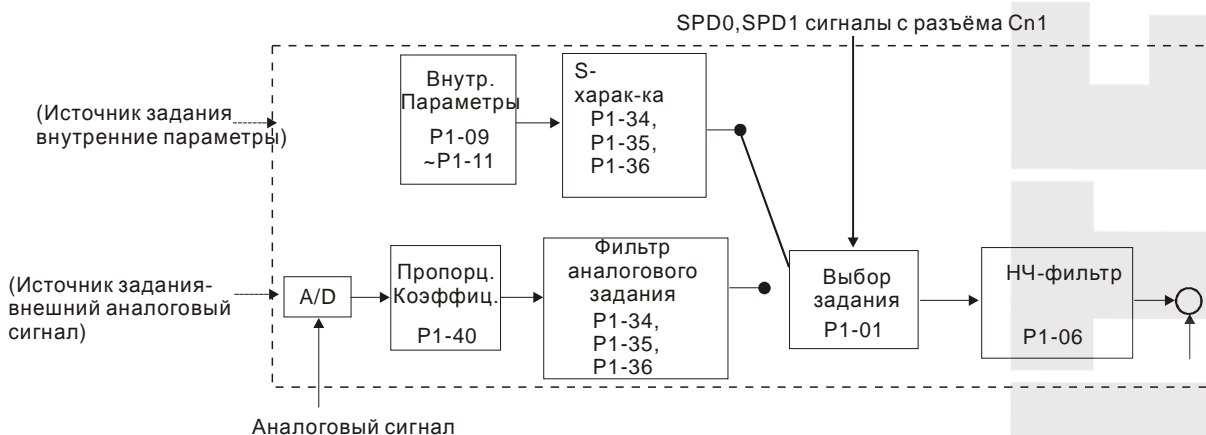 SPD0,SPD1 сигналы с разъёма Cn1
(Источник задания
внутренние параметры)
Внутр.
Параметры
P1-09
~P1-11
S-
харак-ка
P1-34,
P1-35,
P1-36
(Источник задания-
внешний аналоговый
сигнал)
A/D
Пропорц.
Коэффиц.
P1-40
Фильтр
аналогового
задания
P1-34,
P1-35,
P1-36
Выбор
задания
P1-01
НЧ-фильтр
P1-06
Аналоговый сигнал